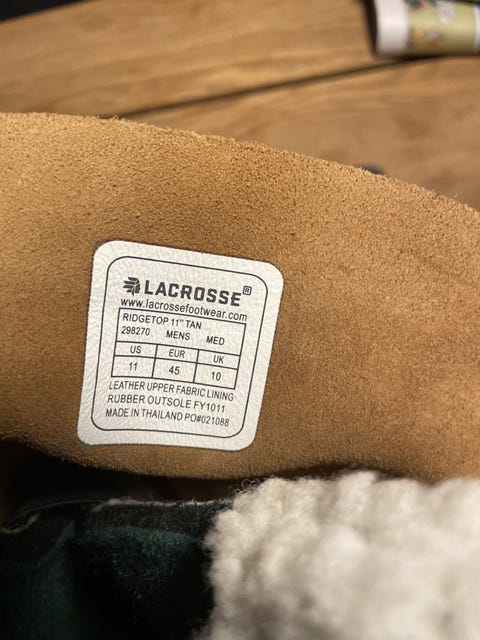 LACROSSE®
www.lacrossefootwear.com
RIDGETOP 11" TAN
298270 MENS MED
US EUR UK
11 45 10
LEATHER UPPER FABRIC LINING
RUBBER OUTSOLE FY1011
MADE IN THAILAND PO#021088